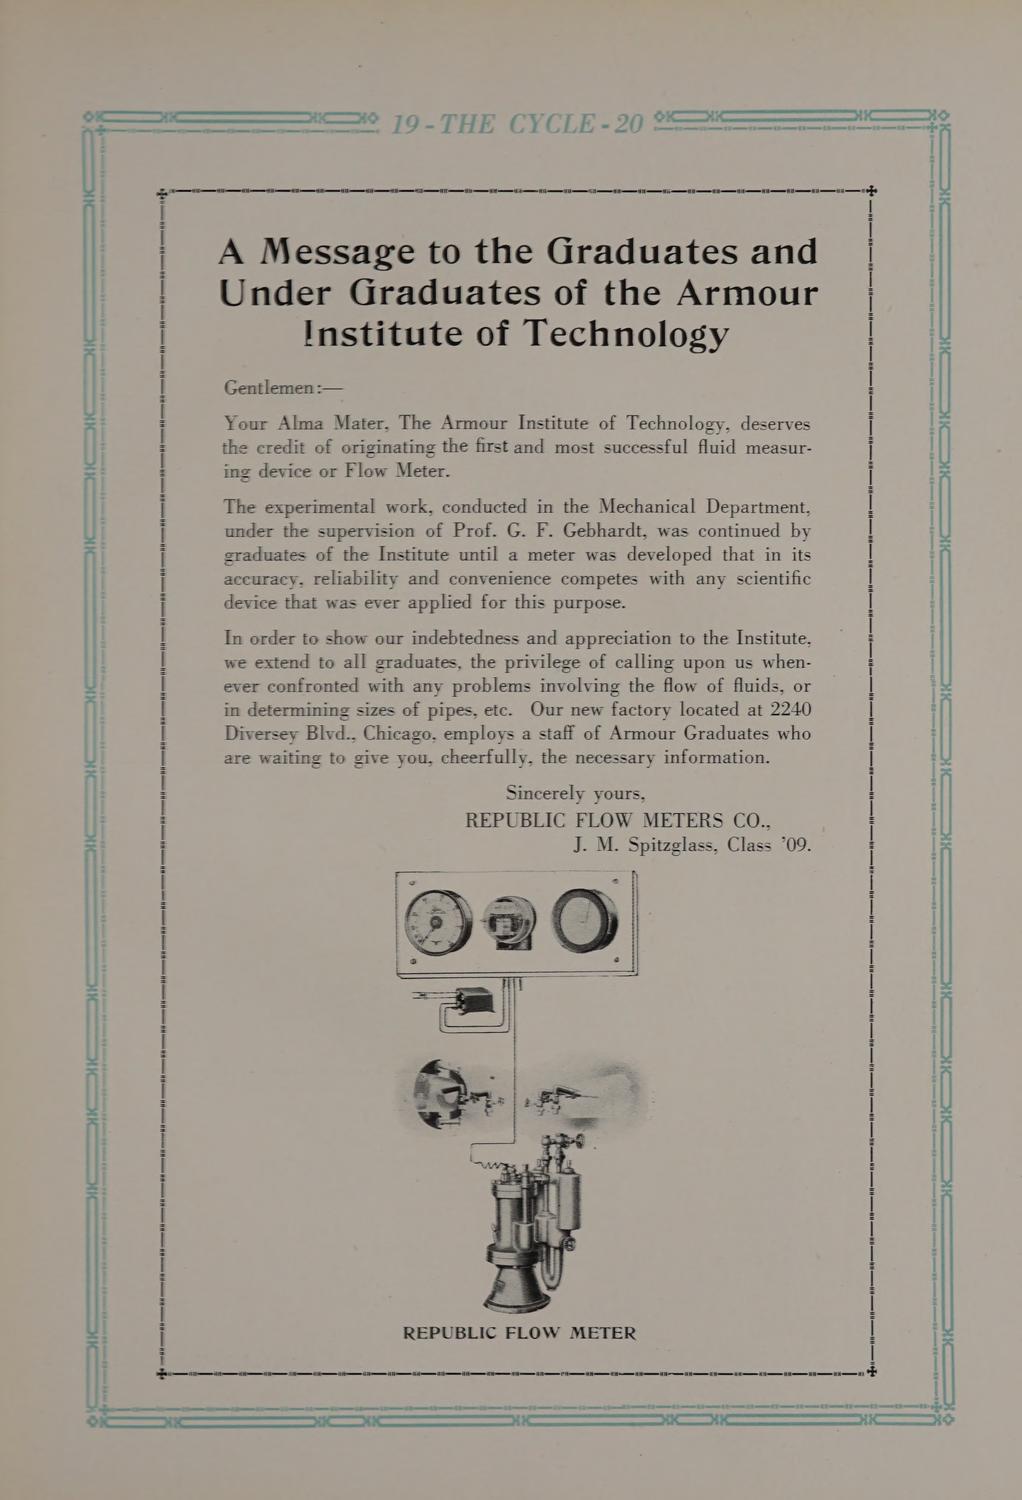 19-THE CYCLE-20
A Message to the Graduates and
Under Graduates of the Armour
Institute of Technology
Gentlemen:—
Your Alma Mater, The Armour Institute of Technology, deserves
the credit of originating the first and most successful fluid measur-
ing device or Flow Meter.
The experimental work, conducted in the Mechanical Department,
under the supervision of Prof. G. F. Gebhardt, was continued by
graduates of the Institute until a meter was developed that in its
accuracy, reliability and convenience competes with any scientific
device that was ever applied for this purpose.
In order to show our indebtedness and appreciation to the Institute,
we extend to all graduates, the privilege of calling upon us when-
ever confronted with any problems involving the flow of fluids, or
in determining sizes of pipes, etc. Our new factory located at 2240
Diversey Blvd., Chicago, employs a staff of Armour Graduates who
are waiting to give you, cheerfully, the necessary information.
Sincerely yours,
REPUBLIC FLOW METERS CO.,
J. M. Spitzglass, Class ’09.
REPUBLIC FLOW METER